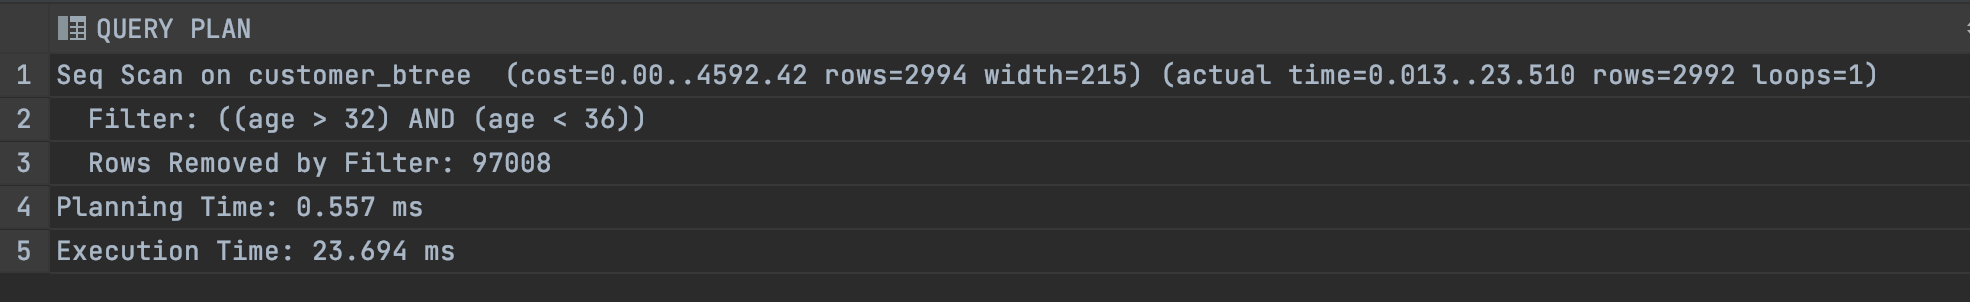 QUERY PLAN
1 Seq Scan on customer_btree  (cost=0.00..4592.42 rows=2994 width=215) (actual time=0.013..23.510 rows=2992 loops=1)
2   Filter: ((age > 32) AND (age < 36))
3   Rows Removed by Filter: 97008
4 Planning Time: 0.557 ms
5 Execution Time: 23.694 ms